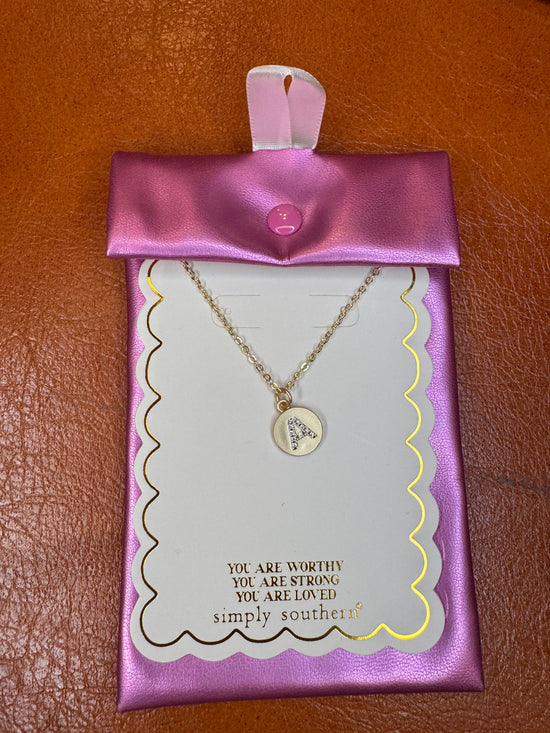 A
YOU ARE WORTHY
YOU ARE STRONG
YOU ARE LOVED
simply southern®